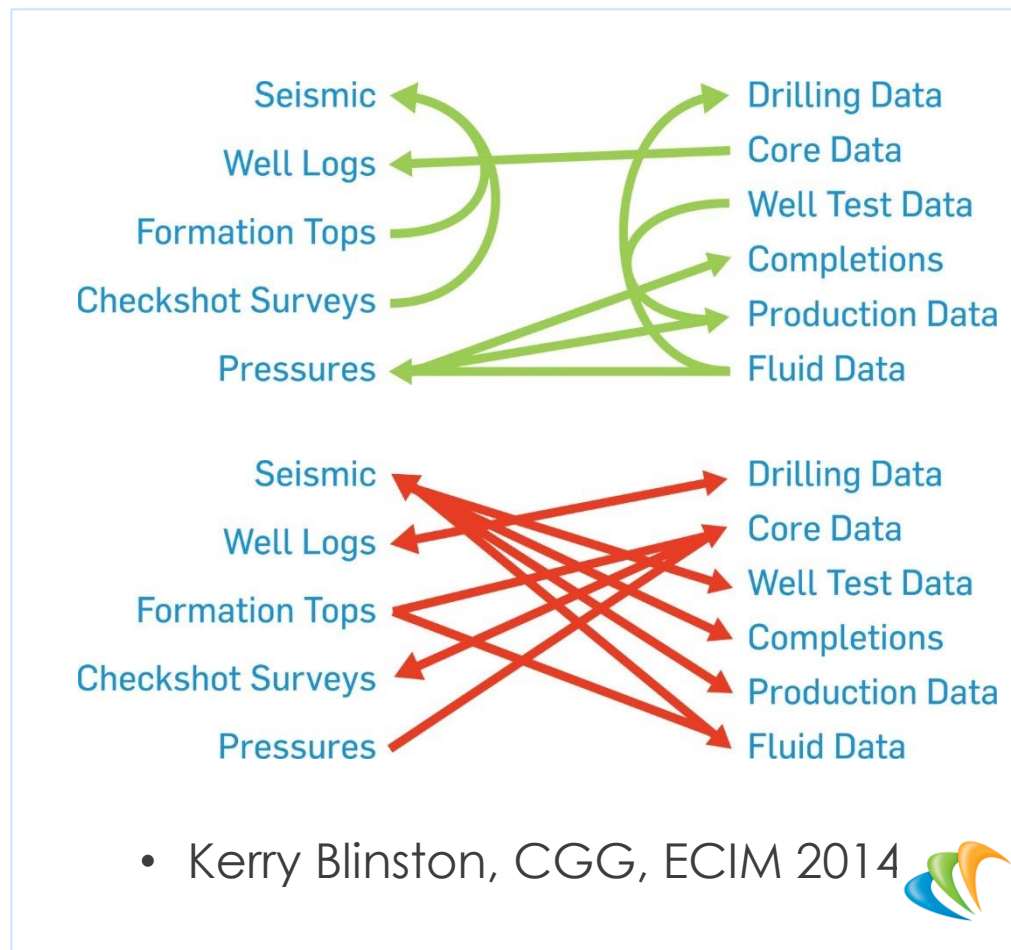 Seismic
Well Logs
Formation Tops
Checkshot Surveys
Pressures
Drilling Data
Core Data
Well Test Data
Completions
Production Data
Fluid Data
Seismic
Well Logs
Formation Tops
Checkshot Surveys
Pressures
Drilling Data
Core Data
Well Test Data
Completions
Production Data
Fluid Data
• Kerry Blinston, CGG, ECIM 2014